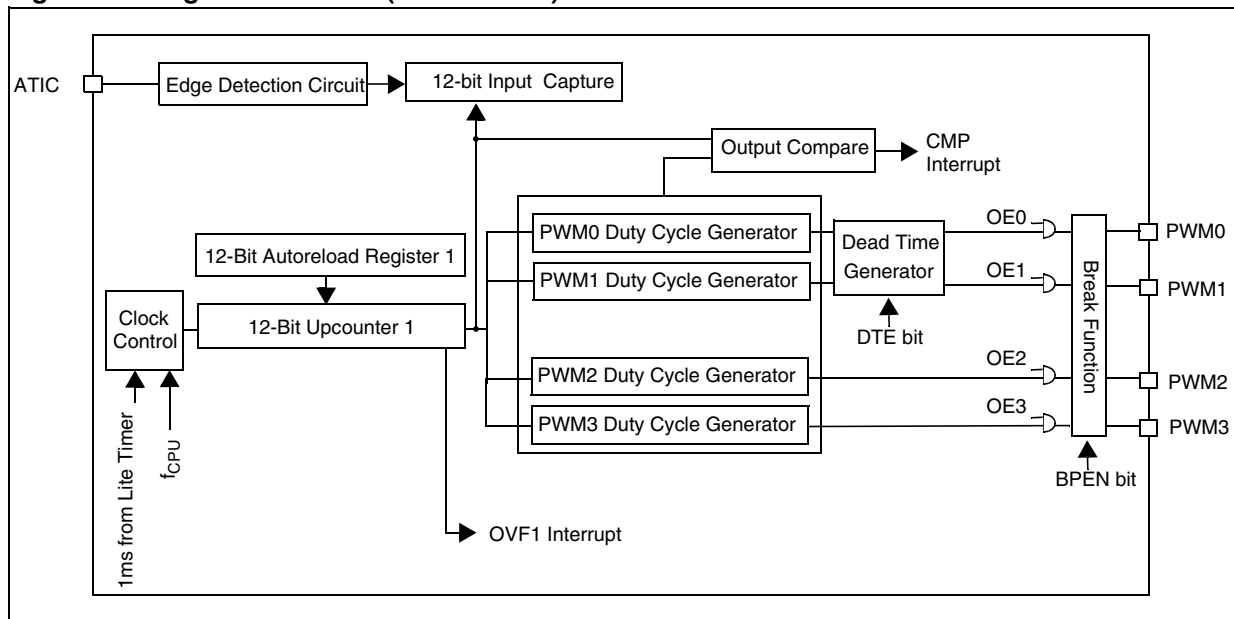 ATIC
Edge Detection Circuit
12-bit Input Capture
Output Compare
CMP
Interrupt
PWM0 Duty Cycle Generator
PWM1 Duty Cycle Generator
PWM2 Duty Cycle Generator
PWM3 Duty Cycle Generator
Dead Time
Generator
DTE bit
OE0
OE1
OE2
OE3
Break Function
BPEN bit
PWM0
PWM1
PWM2
PWM3
12-Bit Autoreload Register 1
12-Bit Upcounter 1
Clock
Control
1ms from Lite Timer
fCPU
OVF1 Interrupt